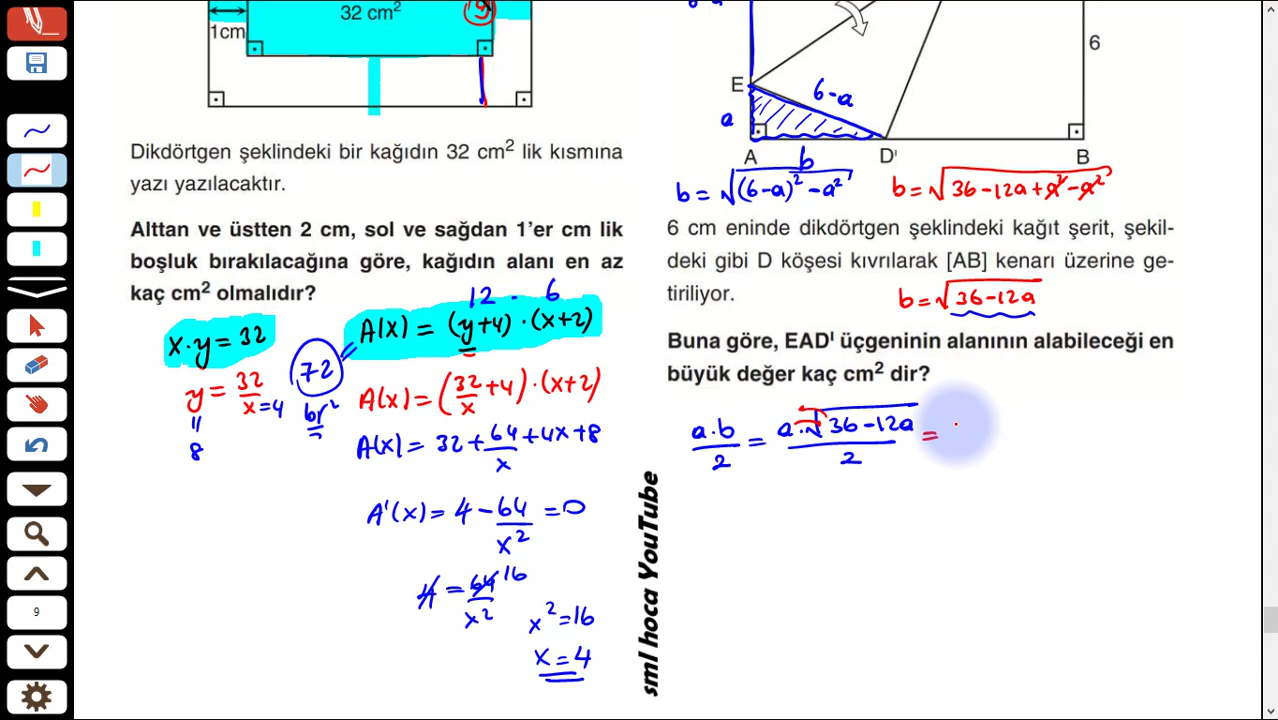 1cm
32 cm²
Dikdörtgen şeklindeki bir kağıdın 32 cm² lik kısmına
yazı yazılacaktır.
Alttan ve üstten 2 cm, sol ve sağdan 1'er cm lik
boşluk bırakılacağına göre, kağıdın alanı en az
kaç cm² olmalıdır?
12 · 6
x·y = 32
A(x) = (y+4)·(x+2)
72
br²
y = 32/x = 4
8
A(x) = (32/x + 4)·(x+2)
A(x) = 32 + 64/x + 4x + 8
A'(x) = 4 - 64/x² = 0
4 = 64/x² 16
x² = 16
x = 4
E
6
6-a
a
A
b
D'
B
b = √(6-a)² - a²
b = √36 - 12a + a² - a²
6 cm eninde dikdörtgen şeklindeki kağıt şerit, şekil-
deki gibi D köşesi kıvrılarak [AB] kenarı üzerine ge-
tiriliyor.
b = √36 - 12a
Buna göre, EAD' üçgeninin alanının alabileceği en
büyük değer kaç cm² dir?
a·b/2 = a·√36 - 12a/2 =
sml hoca YouTube
9